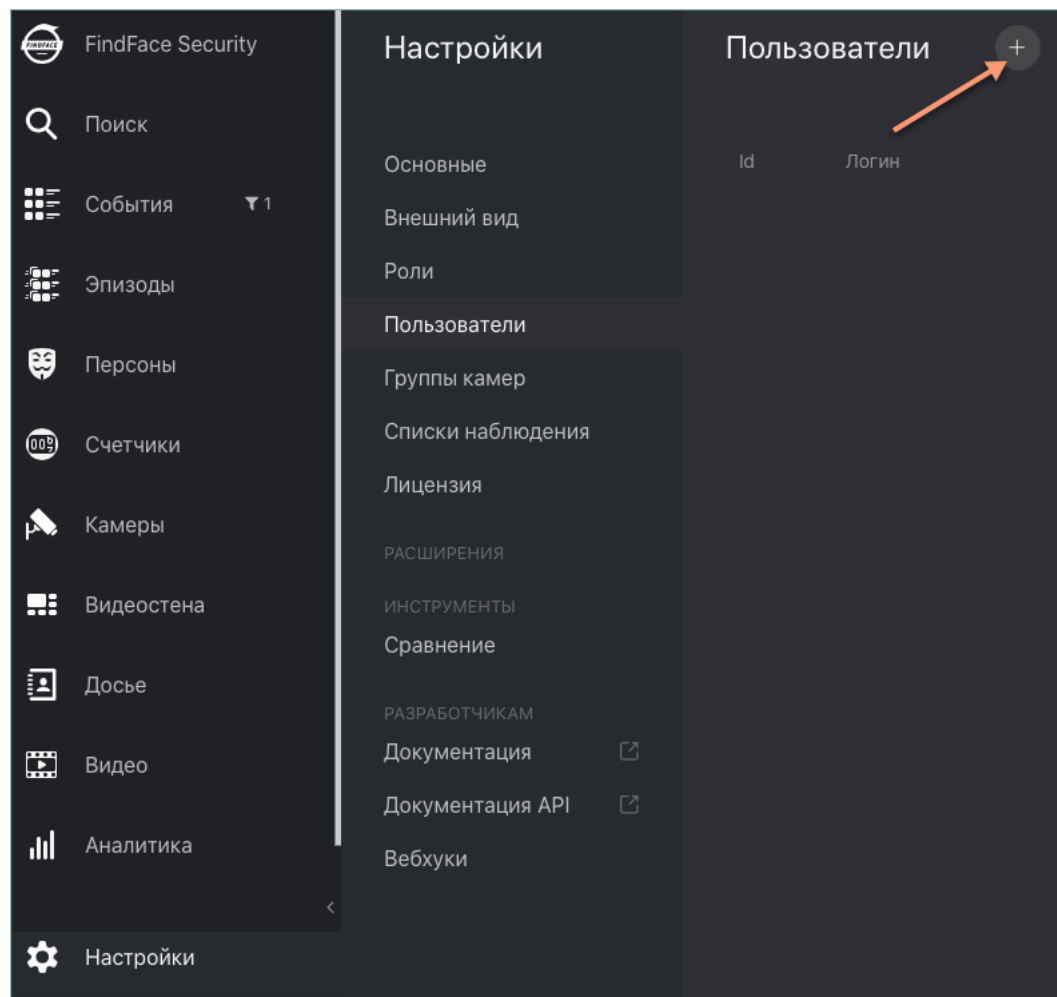 FINDFACE
FindFace Security
Поиск
События 1
Эпизоды
Персоны
Счетчики
Камеры
Видеостена
Досье
Видео
Аналитика
Настройки
Настройки
Основные
Внешний вид
Роли
Пользователи
Группы камер
Списки наблюдения
Лицензия
РАСШИРЕНИЯ
ИНСТРУМЕНТЫ
Сравнение
РАЗРАБОТЧИКАМ
Документация
Документация API
Вебхуки
Пользователи +
Id Логин